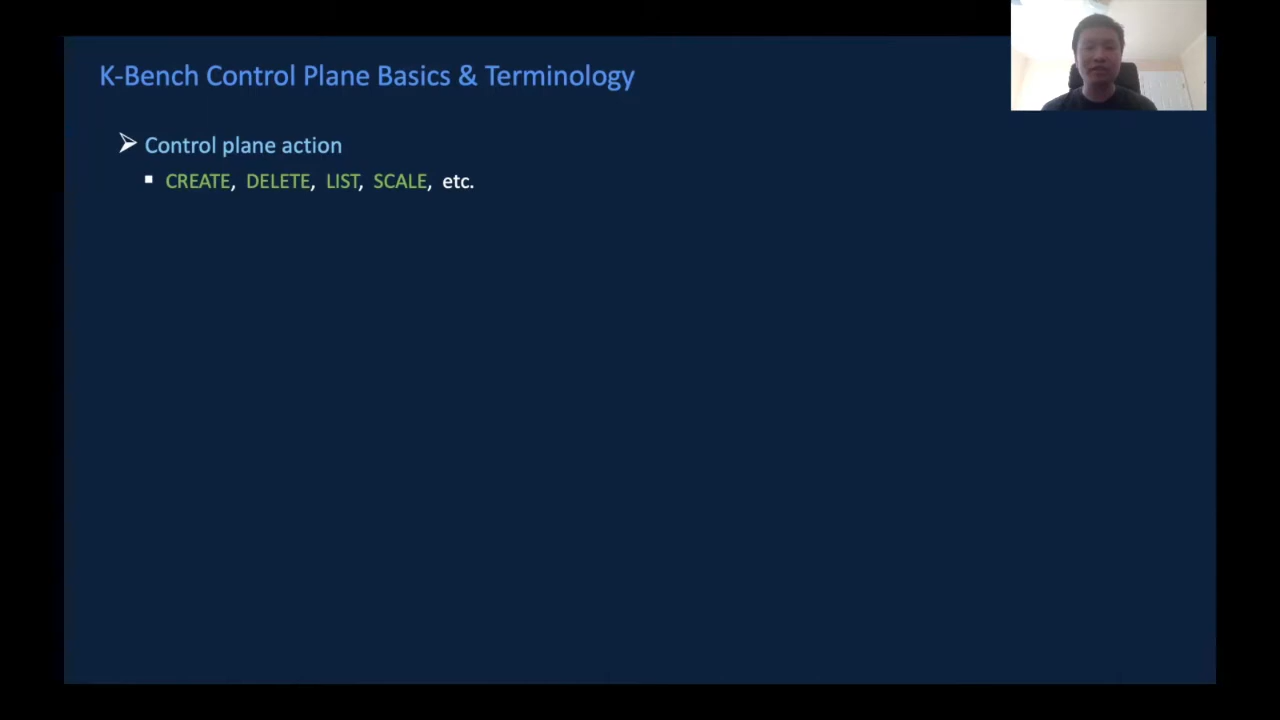 K-Bench Control Plane Basics & Terminology
Control plane action
CREATE, DELETE, LIST, SCALE, etc.